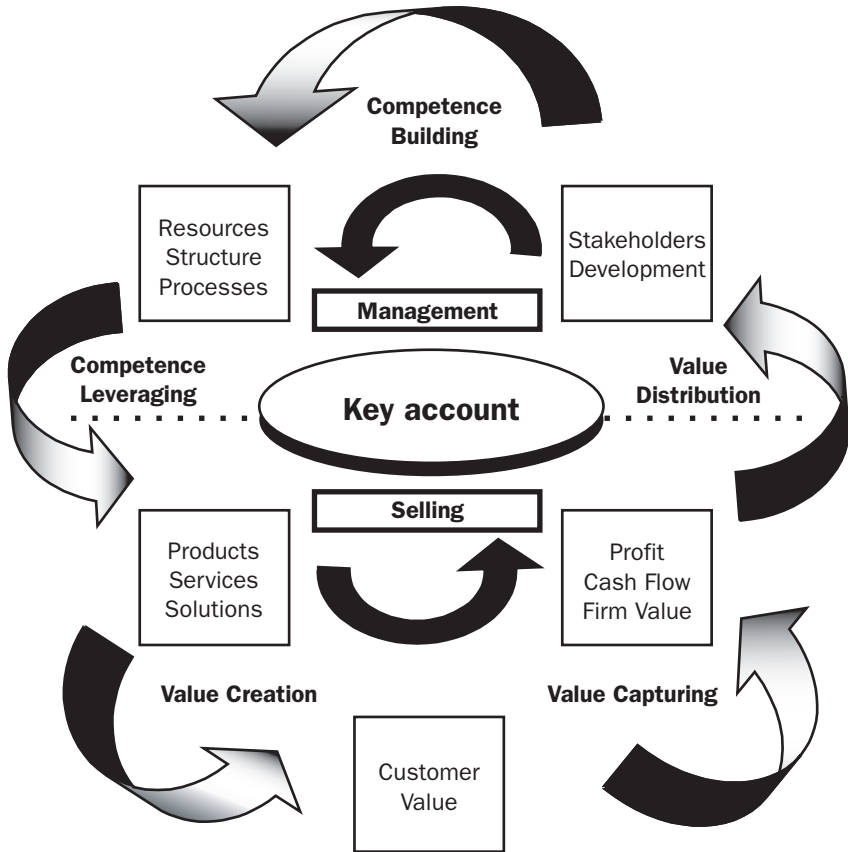 Competence
Building
Resources
Structure
Processes
Stakeholders
Development
Management
Competence
Leveraging
Key account
Value
Distribution
Selling
Products
Services
Solutions
Profit
Cash Flow
Firm Value
Value Creation
Value Capturing
Customer
Value